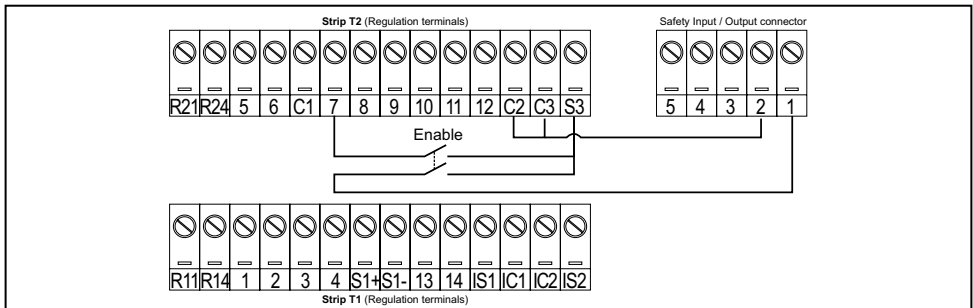 Strip T2 (Regulation terminals) Safety Input / Output connector
R21 R24 5 6 C1 7 8 9 10 11 12 C2 C3 S3 5 4 3 2 1
Enable
R11 R14 1 2 3 4 S1+ S1- 13 14 IS1 IC1 IC2 IS2
Strip T1 (Regulation terminals)